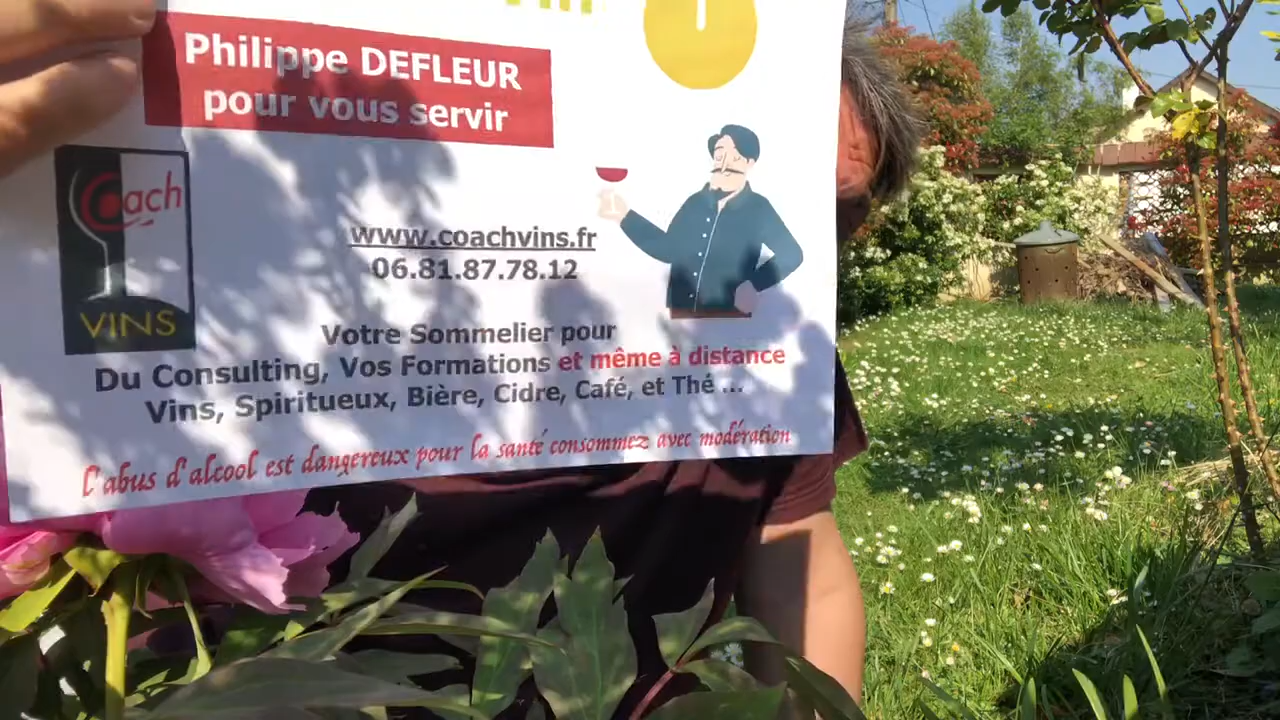 Philippe DEFLEUR
pour vous servir
Coach
VINS
www.coachvins.fr
06.81.87.78.12
Votre Sommelier pour
Du Consulting, Vos Formations et même à distance
Vins, Spiritueux, Bière, Cidre, Café, et Thé ...
L'abus d'alcool est dangereux pour la santé consommez avec modération